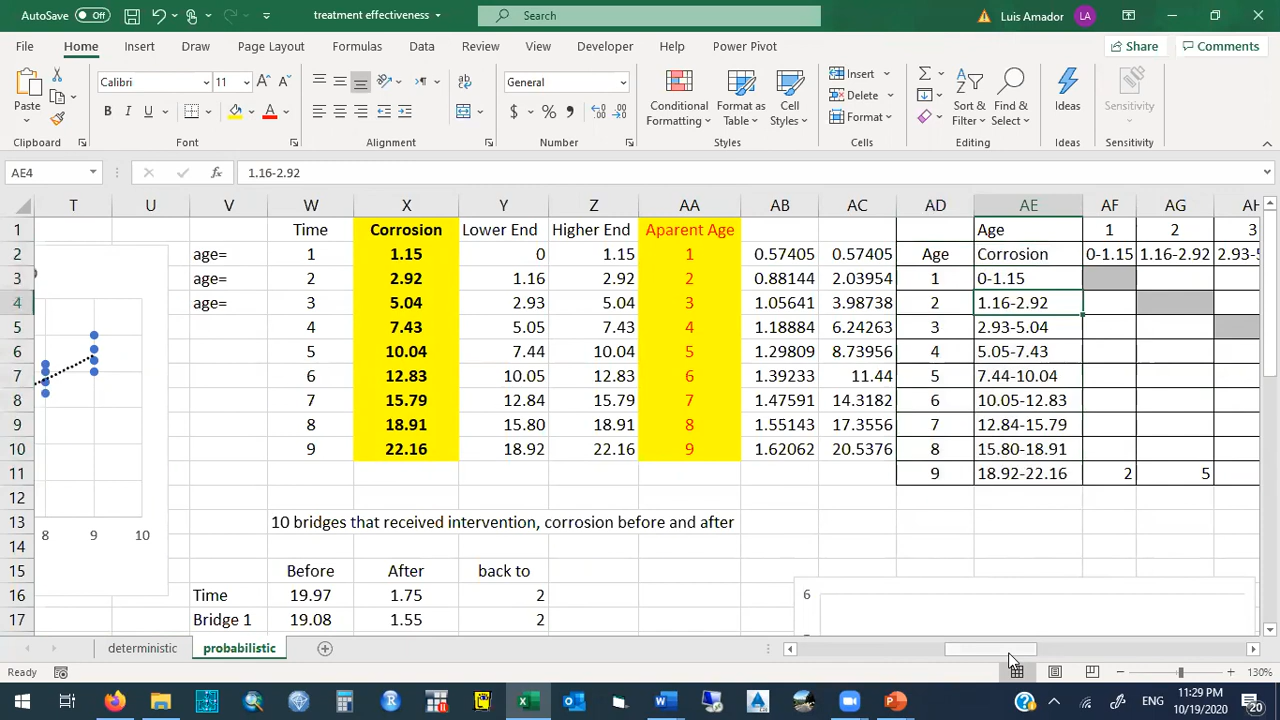 AutoSave Off treatment effectiveness Search Luis Amador LA
File Home Insert Draw Page Layout Formulas Data Review View Developer Help Power Pivot Share Comments
Paste Calibri 11 General Conditional Formatting Format as Table Cell Styles Insert Delete Format Sort & Filter Find & Select Ideas Sensitivity
Clipboard Font Alignment Number Styles Cells Editing Ideas Sensitivity
AE4 fx 1.16-2.92
T U V W X Y Z AA AB AC AD AE AF AG AH
1 Time Corrosion Lower End Higher End Aparent Age Age 1 2 3
2 age= 1 1.15 0 1.15 1 0.57405 0.57405 Age Corrosion 0-1.15 1.16-2.92 2.93-5
3 age= 2 2.92 1.16 2.92 2 0.88144 2.03954 1 0-1.15
4 age= 3 5.04 2.93 5.04 3 1.05641 3.98738 2 1.16-2.92
5 4 7.43 5.05 7.43 4 1.18884 6.24263 3 2.93-5.04
6 5 10.04 7.44 10.04 5 1.29809 8.73956 4 5.05-7.43
7 6 12.83 10.05 12.83 6 1.39233 11.44 5 7.44-10.04
8 7 15.79 12.84 15.79 7 1.47591 14.3182 6 10.05-12.83
9 8 18.91 15.80 18.91 8 1.55143 17.3556 7 12.84-15.79
10 9 22.16 18.92 22.16 9 1.62062 20.5376 8 15.80-18.91
11 9 18.92-22.16 2 5
12
13 10 bridges that received intervention, corrosion before and after
8 9 10
14
15 Before After back to
16 Time 19.97 1.75 2 6
17 Bridge 1 19.08 1.55 2
deterministic probabilistic
Ready 130%
ENG 11:29 PM 10/19/2020 20